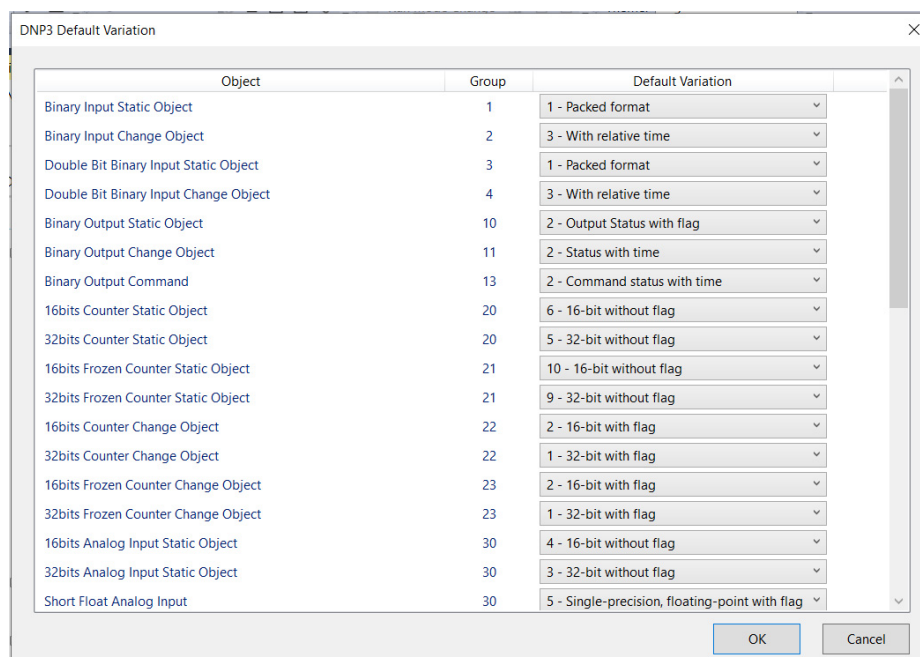 DNP3 Default Variation
Object Group Default Variation
Binary Input Static Object 1 1 - Packed format
Binary Input Change Object 2 3 - With relative time
Double Bit Binary Input Static Object 3 1 - Packed format
Double Bit Binary Input Change Object 4 3 - With relative time
Binary Output Static Object 10 2 - Output Status with flag
Binary Output Change Object 11 2 - Status with time
Binary Output Command 13 2 - Command status with time
16bits Counter Static Object 20 6 - 16-bit without flag
32bits Counter Static Object 20 5 - 32-bit without flag
16bits Frozen Counter Static Object 21 10 - 16-bit without flag
32bits Frozen Counter Static Object 21 9 - 32-bit without flag
16bits Counter Change Object 22 2 - 16-bit with flag
32bits Counter Change Object 22 1 - 32-bit with flag
16bits Frozen Counter Change Object 23 2 - 16-bit with flag
32bits Frozen Counter Change Object 23 1 - 32-bit with flag
16bits Analog Input Static Object 30 4 - 16-bit without flag
32bits Analog Input Static Object 30 3 - 32-bit without flag
Short Float Analog Input 30 5 - Single-precision, floating-point with flag
OK Cancel